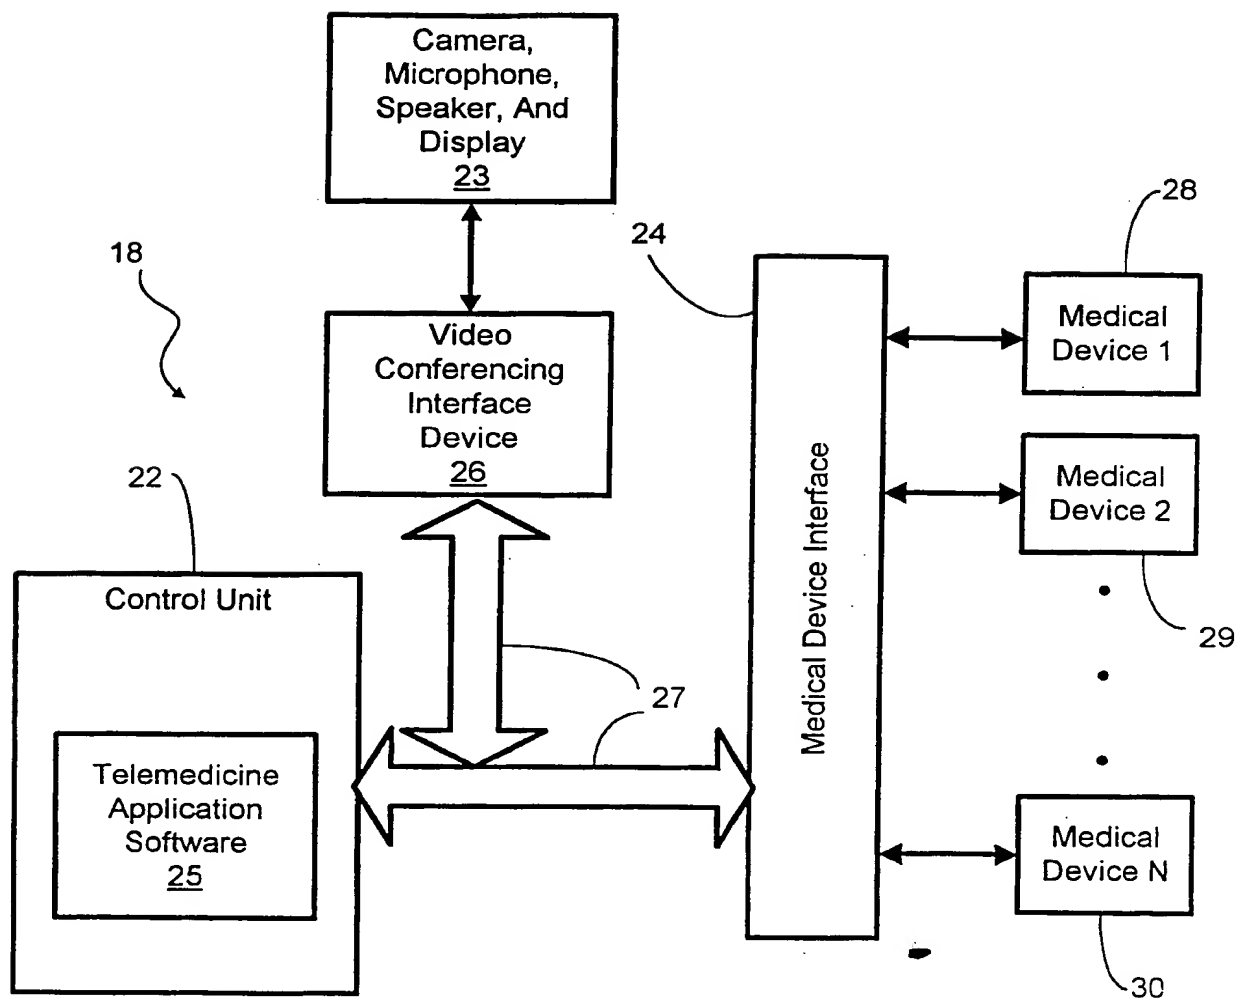 Camera,
Microphone,
Speaker, And
Display
23
28
24
18
Medical
Device 1
Video
Conferencing
Interface
Device
26
22
Medical
Device 2
Medical Device Interface
Control Unit
29
27
Telemedicine
Application
Software
25
Medical
Device N
30